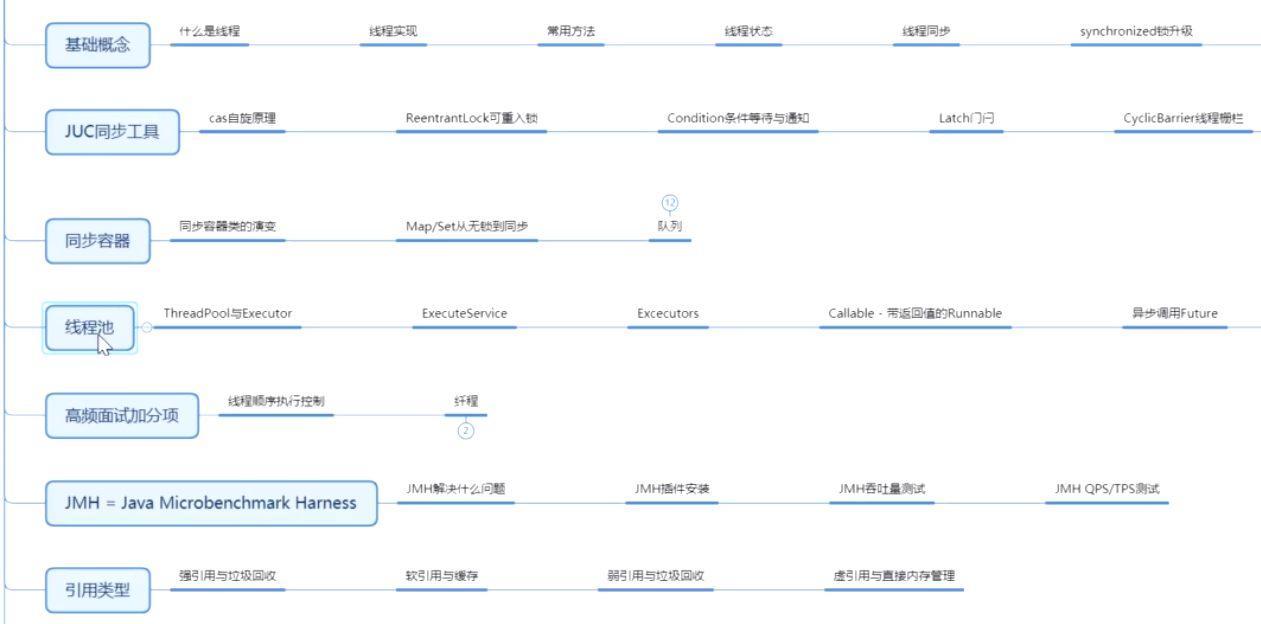 基础概念 什么是线程 线程实现 常用方法 线程状态 线程同步 synchronized锁升级
JUC同步工具 cas自旋原理 ReentrantLock可重入锁 Condition条件等待与通知 Latch门闩 CyclicBarrier线程栅栏
12
同步容器 同步容器类的演变 Map/Set从无锁到同步 队列
线程池 ThreadPool与Executor ExecuteService Excecutors Callable - 带返回值的Runnable 异步调用Future
高频面试加分项 线程顺序执行控制 纤程
2
JMH = Java Microbenchmark Harness JMH解决什么问题 JMH插件安装 JMH吞吐量测试 JMH QPS/TPS测试
引用类型 强引用与垃圾回收 软引用与缓存 弱引用与垃圾回收 虚引用与直接内存管理